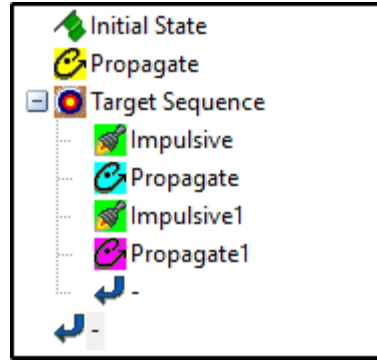 Initial State
Propagate
Target Sequence
Impulsive
Propagate
Impulsive1
Propagate1
-
-